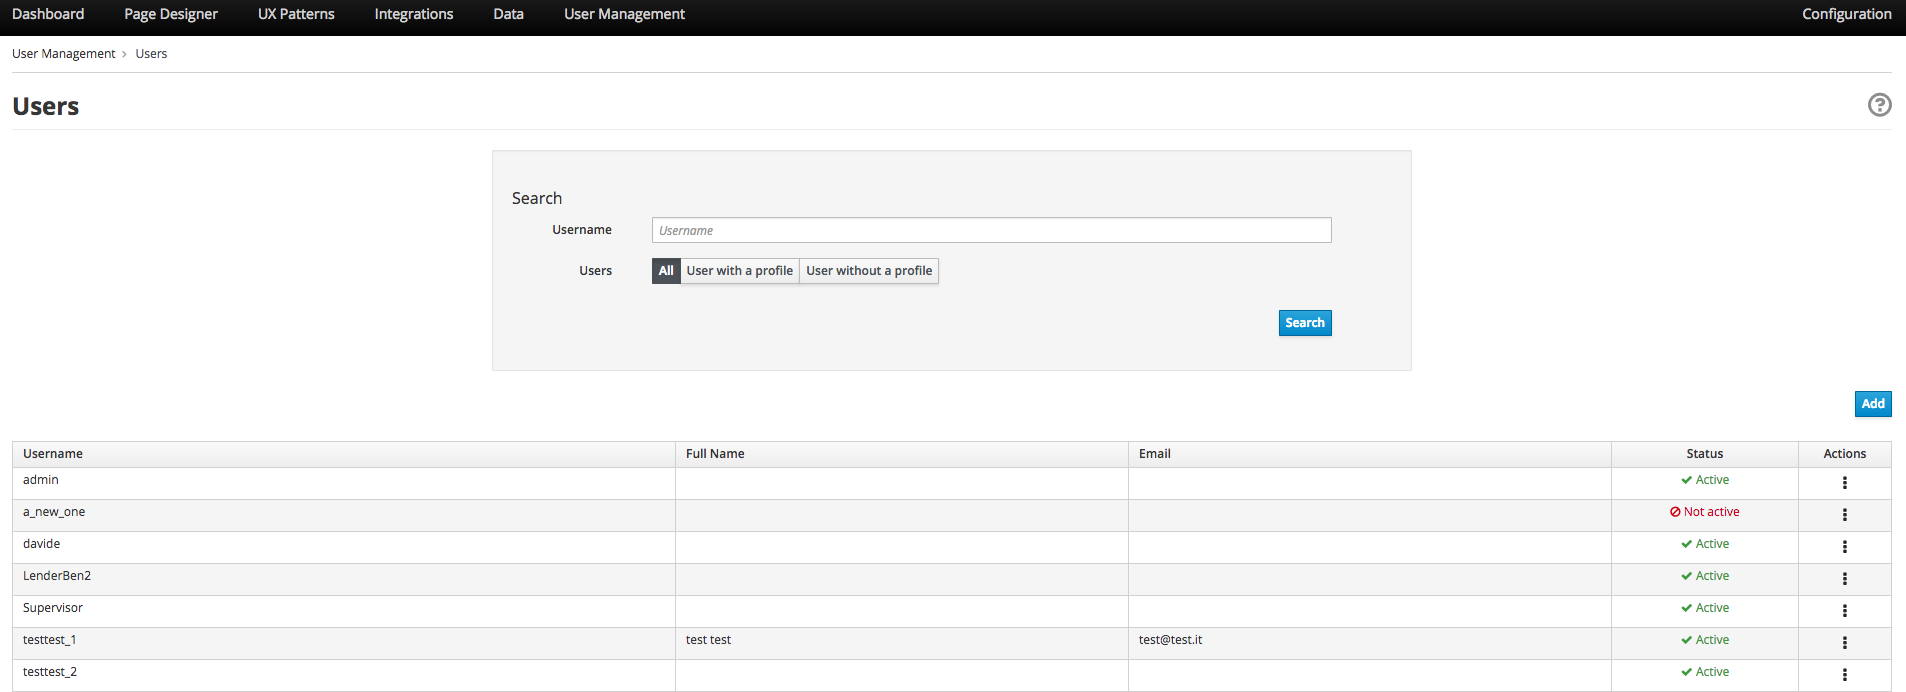 Dashboard Page Designer UX Patterns Integrations Data User Management Configuration
User Management › Users
Users
?
Search
Username Username
Users All User with a profile User without a profile
Search
Add
Username Full Name Email Status Actions
admin Active
a_new_one Not active
davide Active
LenderBen2 Active
Supervisor Active
testtest_1 test test test@test.it Active
testtest_2 Active